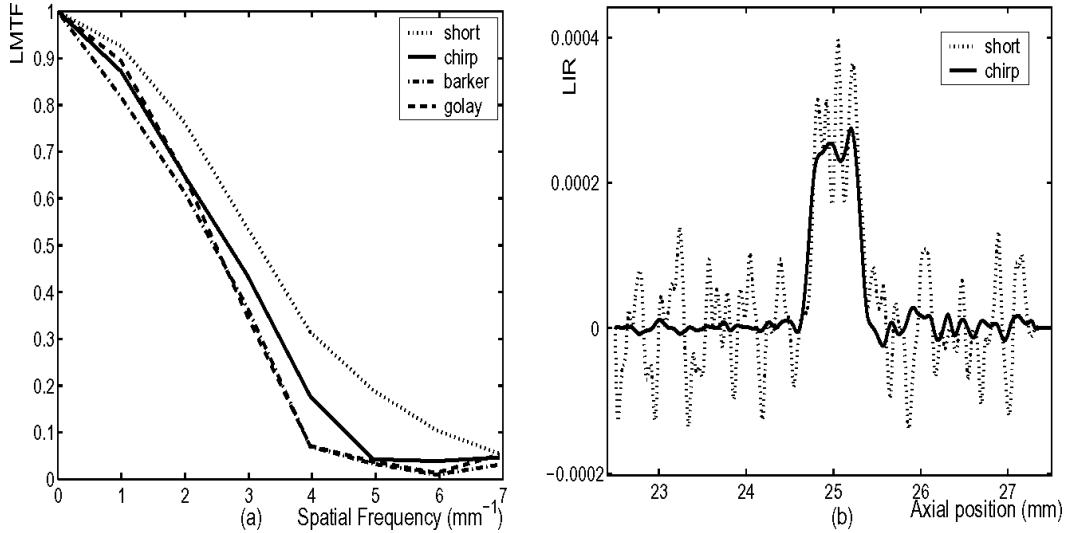 LMTF
1
0.9
0.8
0.7
0.6
0.5
0.4
0.3
0.2
0.1
0
0 1 2 3 4 5 6 7
(a) Spatial Frequency (mm⁻¹)
short
chirp
barker
golay
LIR
0.0004
0.0002
0
−0.0002
23 24 25 26 27
(b) Axial position (mm)
short
chirp